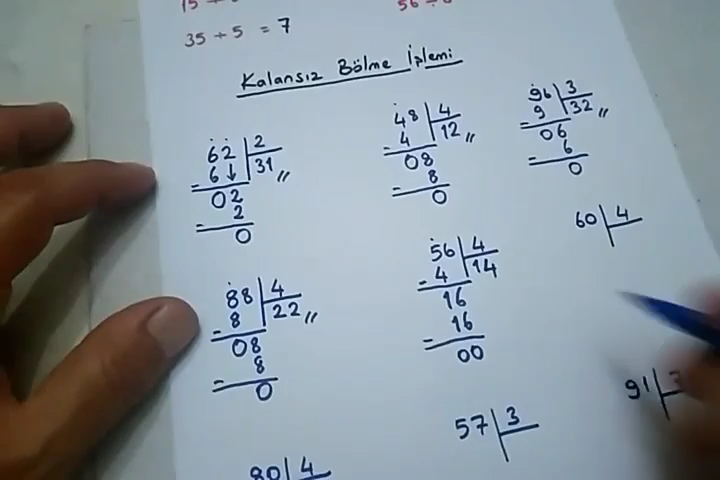 15 ÷
56 ÷
35 ÷ 5 = 7
Kalansız Bölme İşlemi
62 | 2
6 ↓ | 31 //
02
2
0
48 | 4
4 | 12 //
08
8
0
96 | 3
9 | 32 //
06
6
0
60 | 4
88 | 4
8 | 22 //
08
8
0
56 | 4
4 | 14
16
16
00
80 | 4
57 | 3
91 |